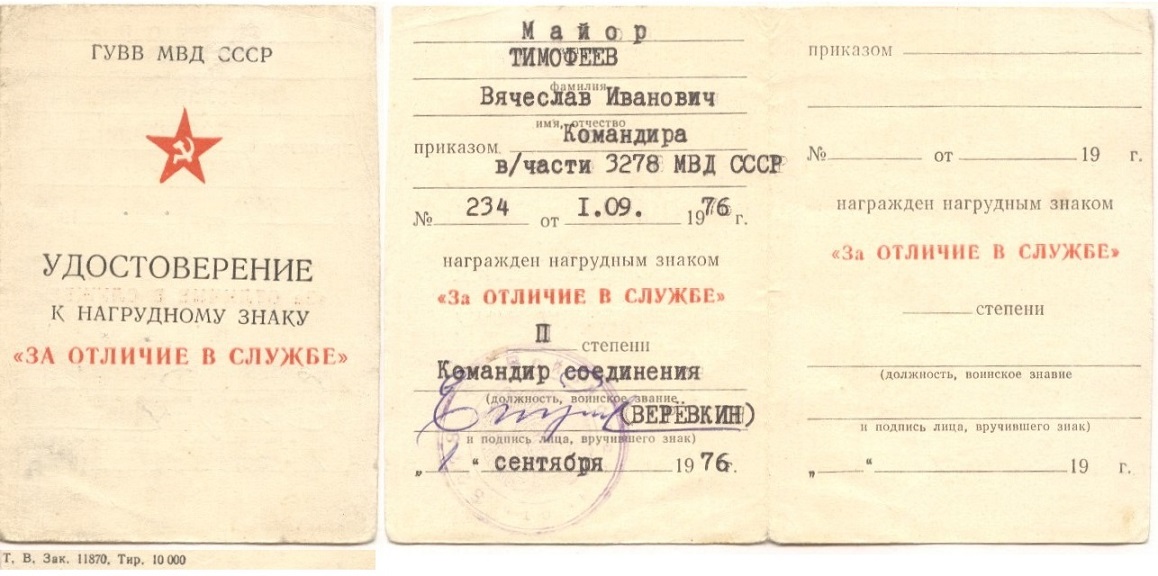 ГУВВ МВД СССР
УДОСТОВЕРЕНИЕ
К НАГРУДНОМУ ЗНАКУ
«ЗА ОТЛИЧИЕ В СЛУЖБЕ»
Т. В. Зак. 11870, Тир. 10 000
Майор
ТИМОФЕЕВ
фамилия
Вячеслав Иванович
имя, отчество
Командира
приказом
в/части 3278 МВД СССР
№ 234 от I.09. 1976 г.
награжден нагрудным знаком
«За ОТЛИЧИЕ В СЛУЖБЕ»
II степени
Командир соединения
(должность, воинское звание
(ВЕРЁВКИН)
и подпись лица, вручившего знак)
„ 1 “ сентября 1976 г.
приказом
№ от 19 г.
награжден нагрудным знаком
«За ОТЛИЧИЕ В СЛУЖБЕ»
степени
(должность, воинское знавие
и подпись лица, вручившего знак)
„ “ 19 г.